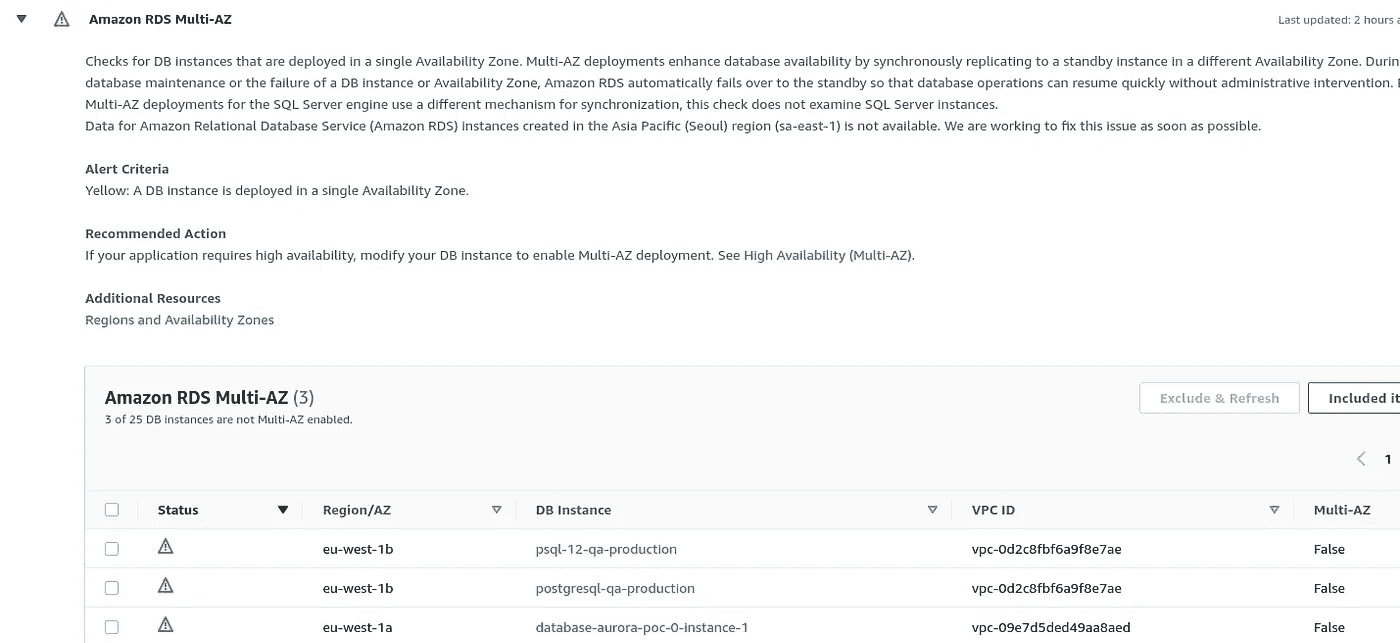 Amazon RDS Multi-AZ
Last updated: 2 hours
Checks for DB instances that are deployed in a single Availability Zone. Multi-AZ deployments enhance database availability by synchronously replicating to a standby instance in a different Availability Zone.
database maintenance or the failure of a DB instance or Availability Zone, Amazon RDS automatically fails over to the standby so that database operations can resume quickly without administrative intervention.
Multi-AZ deployments for the SQL Server engine use a different mechanism for synchronization, this check does not examine SQL Server instances.
Data for Amazon Relational Database Service (Amazon RDS) instances created in the Asia Pacific (Seoul) region (sa-east-1) is not available. We are working to fix this issue as soon as possible.
Alert Criteria
Yellow: A DB instance is deployed in a single Availability Zone.
Recommended Action
If your application requires high availability, modify your DB instance to enable Multi-AZ deployment. See High Availability (Multi-AZ).
Additional Resources
Regions and Availability Zones
Amazon RDS Multi-AZ (3)
3 of 25 DB instances are not Multi-AZ enabled.
Exclude & Refresh
Included
1
Status Region/AZ DB Instance VPC ID Multi-AZ
eu-west-1b psql-12-qa-production vpc-0d2c8fbf6a9f8e7ae False
eu-west-1b postgresql-qa-production vpc-0d2c8fbf6a9f8e7ae False
eu-west-1a database-aurora-poc-0-instance-1 vpc-09e7d5ded49aa8aed False